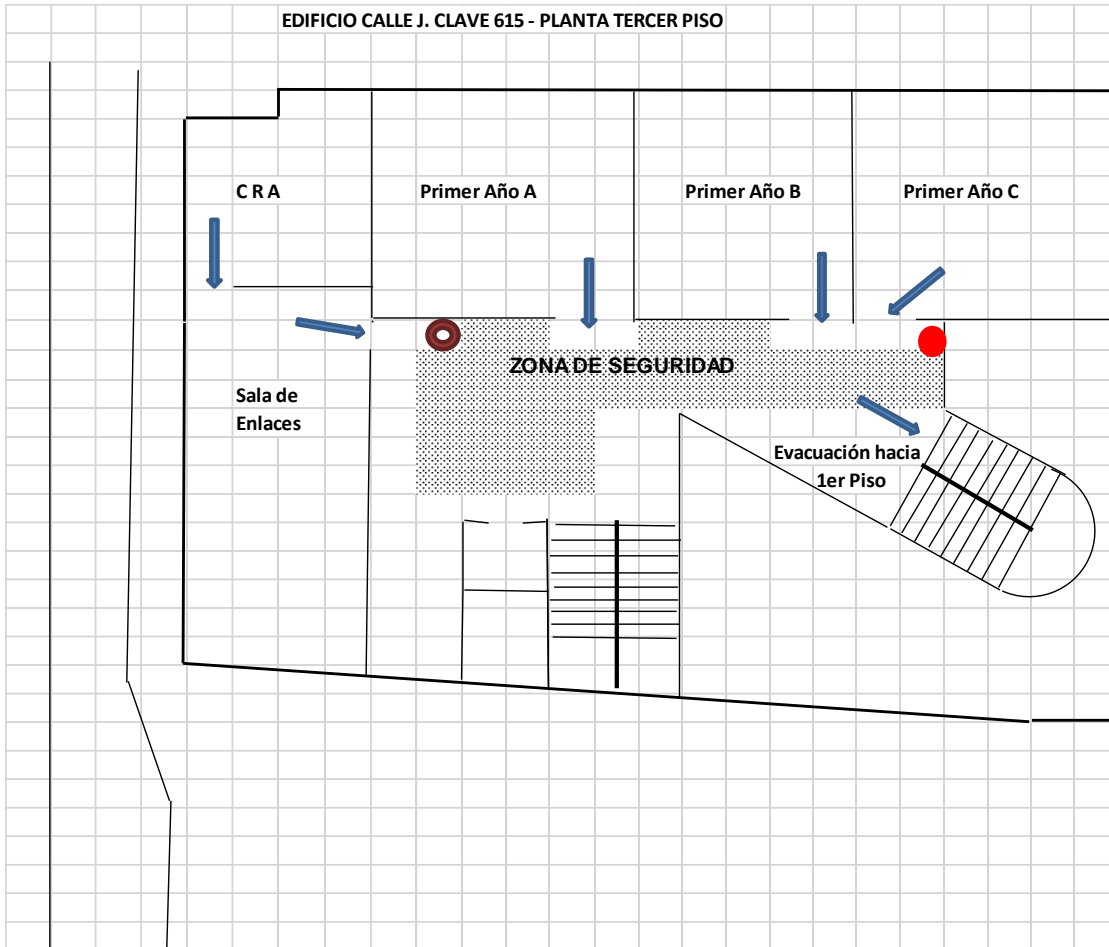 EDIFICIO CALLE J. CLAVE 615 - PLANTA TERCER PISO
C R A
Primer Año A
Primer Año B
Primer Año C
ZONA DE SEGURIDAD
Sala de
Enlaces
Evacuación hacia
1er Piso